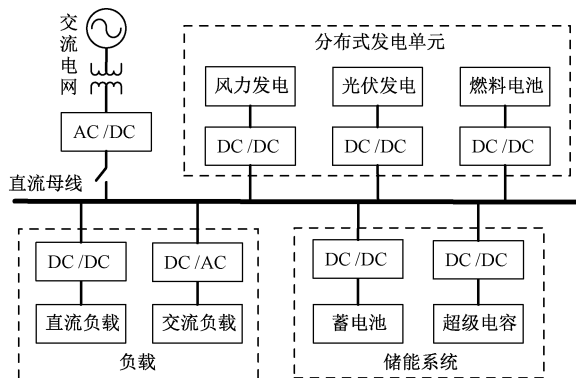 交流电网
分布式发电单元
风力发电 光伏发电 燃料电池
AC/DC
DC/DC DC/DC DC/DC
直流母线
DC/DC DC/AC DC/DC DC/DC
直流负载 交流负载 蓄电池 超级电容
负载 储能系统